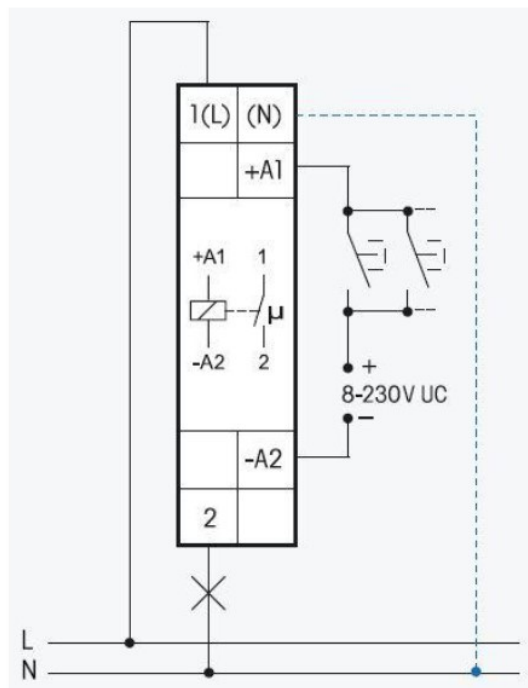 1(L) (N)
+A1
+A1 1
μ
-A2 2
+
8-230V UC
−
-A2
2
L
N